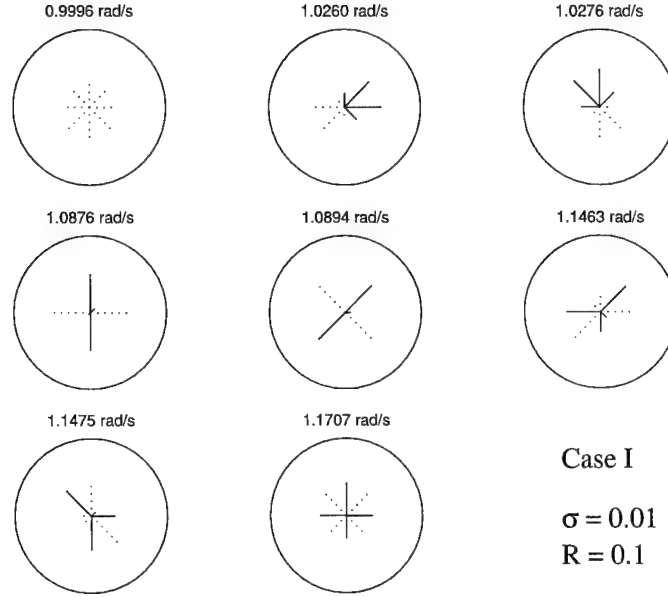 0.9996 rad/s
1.0260 rad/s
1.0276 rad/s
1.0876 rad/s
1.0894 rad/s
1.1463 rad/s
1.1475 rad/s
1.1707 rad/s
Case I
σ = 0.01
R = 0.1